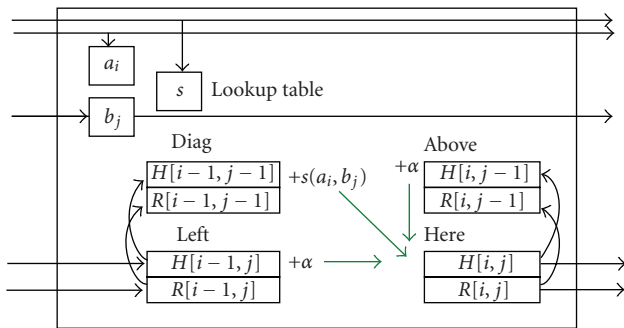 a_i
s Lookup table
b_j
Diag Above
H[i − 1, j − 1] +s(a_i, b_j) +α H[i, j − 1]
R[i − 1, j − 1] R[i, j − 1]
Left Here
H[i − 1, j] +α H[i, j]
R[i − 1, j] R[i, j]